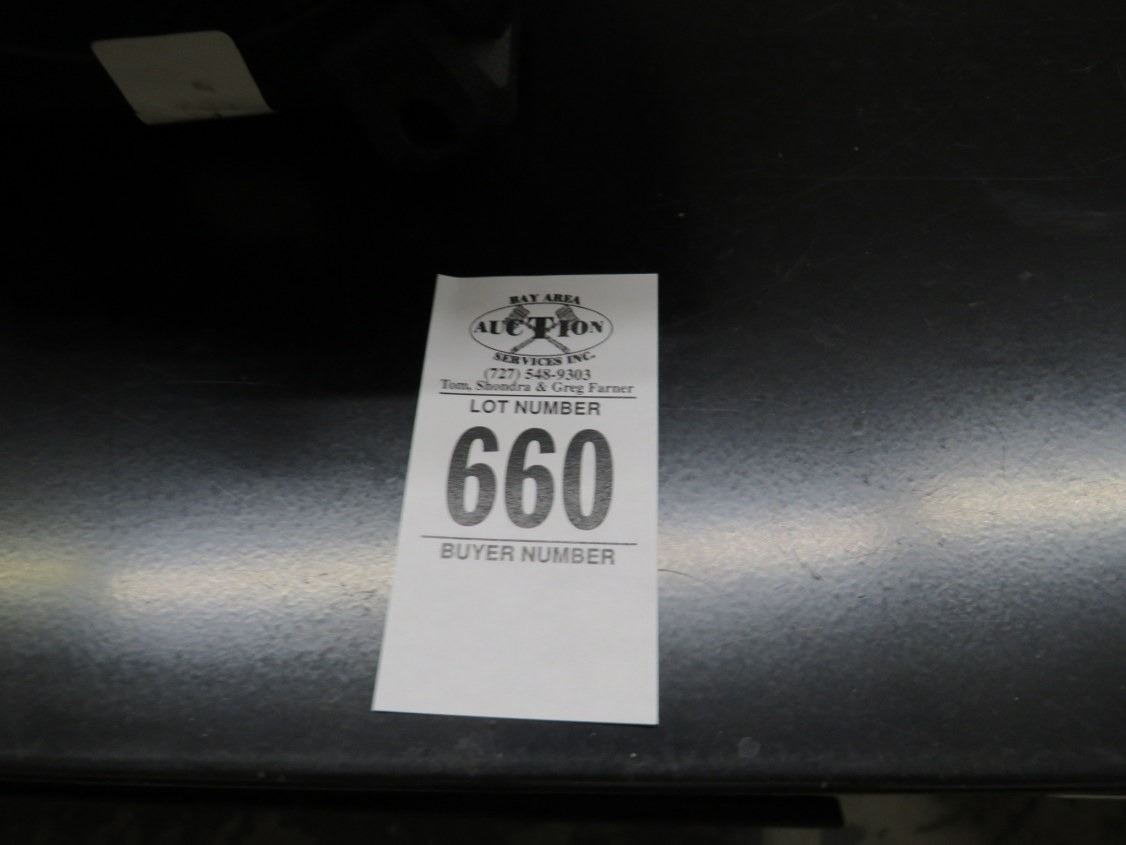 BAY AREA
AUCTION
SERVICES INC.
(727) 548-9303
Tom, Shondra & Greg Farner
LOT NUMBER
660
BUYER NUMBER